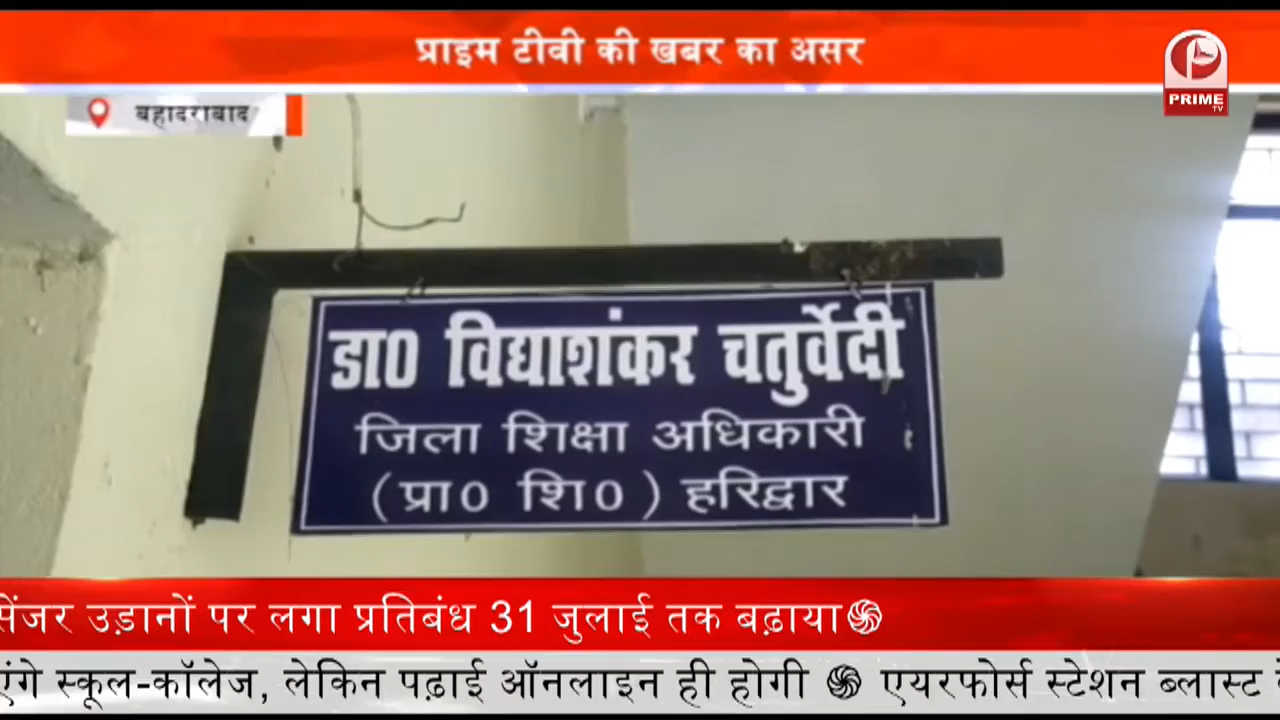 प्राइम टीवी की खबर का असर
PRIME
TV
बहादराबाद
डा0 विद्याशंकर चतुर्वेदी
जिला शिक्षा अधिकारी
(प्रा0 शि0) हरिद्वार
सेंजर उड़ानों पर लगा प्रतिबंध 31 जुलाई तक बढ़ाया
एंगे स्कूल-कॉलेज, लेकिन पढ़ाई ऑनलाइन ही होगी एयरफोर्स स्टेशन ब्लास्ट